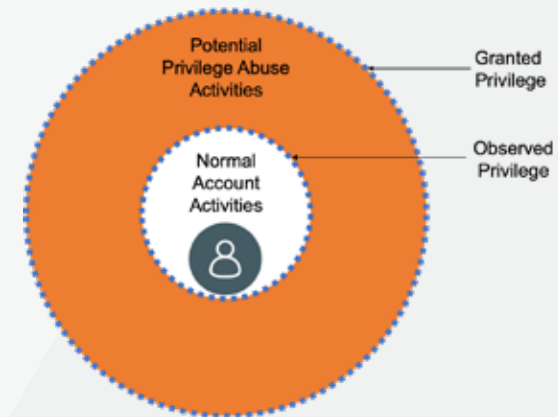 Potential
Privilege Abuse
Activities
Granted
Privilege
Observed
Privilege
Normal
Account
Activities